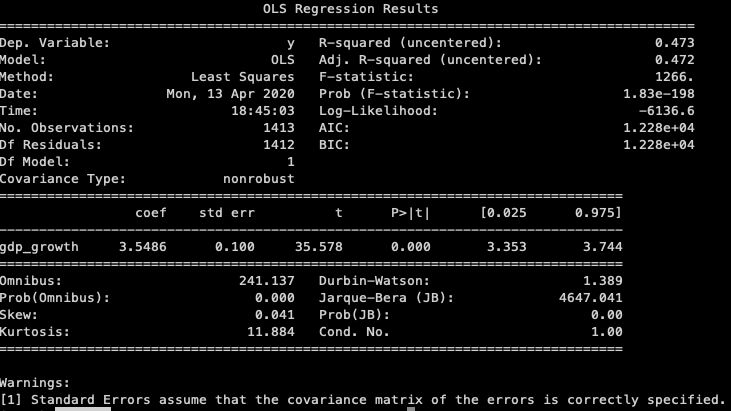 OLS Regression Results
==============================================================================
Dep. Variable: y R-squared (uncentered): 0.473
Model: OLS Adj. R-squared (uncentered): 0.472
Method: Least Squares F-statistic: 1266.
Date: Mon, 13 Apr 2020 Prob (F-statistic): 1.83e-198
Time: 18:45:03 Log-Likelihood: -6136.6
No. Observations: 1413 AIC: 1.228e+04
Df Residuals: 1412 BIC: 1.228e+04
Df Model: 1
Covariance Type: nonrobust
==============================================================================
coef std err t P>|t| [0.025 0.975]
------------------------------------------------------------------------------
gdp_growth 3.5486 0.100 35.578 0.000 3.353 3.744
==============================================================================
Omnibus: 241.137 Durbin-Watson: 1.389
Prob(Omnibus): 0.000 Jarque-Bera (JB): 4647.041
Skew: 0.041 Prob(JB): 0.00
Kurtosis: 11.884 Cond. No. 1.00
==============================================================================
Warnings:
[1] Standard Errors assume that the covariance matrix of the errors is correctly specified.